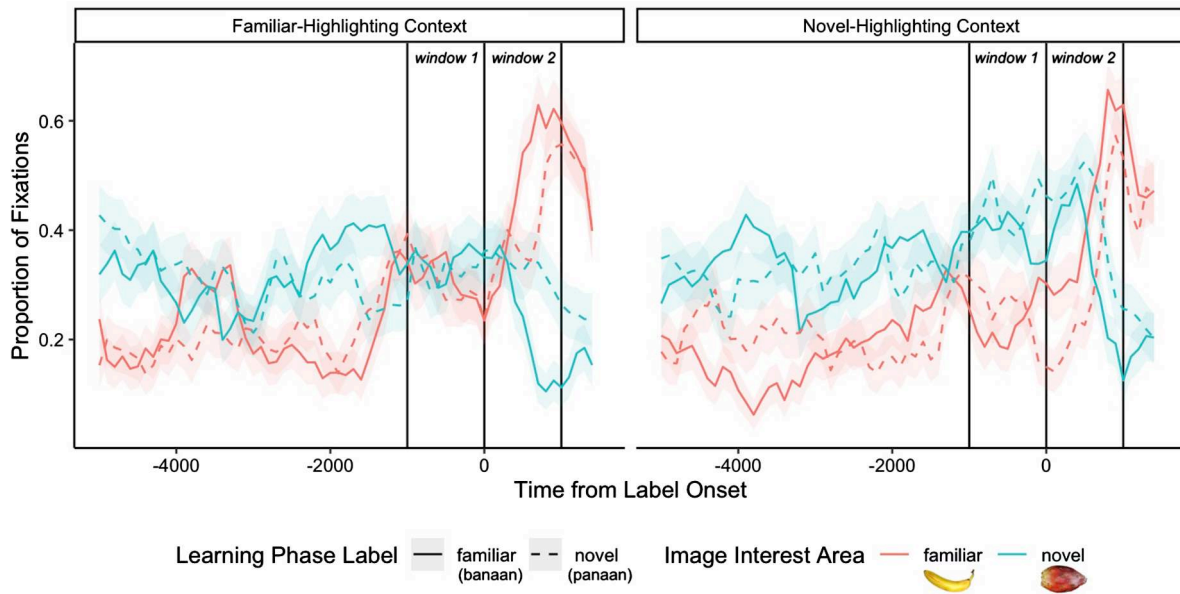 Familiar-Highlighting Context
Novel-Highlighting Context
window 1
window 2
window 1
window 2
Proportion of Fixations
0.6
0.4
0.2
-4000
-2000
0
-4000
-2000
0
Time from Label Onset
Learning Phase Label
familiar
(banaan)
novel
(panaan)
Image Interest Area
familiar
novel